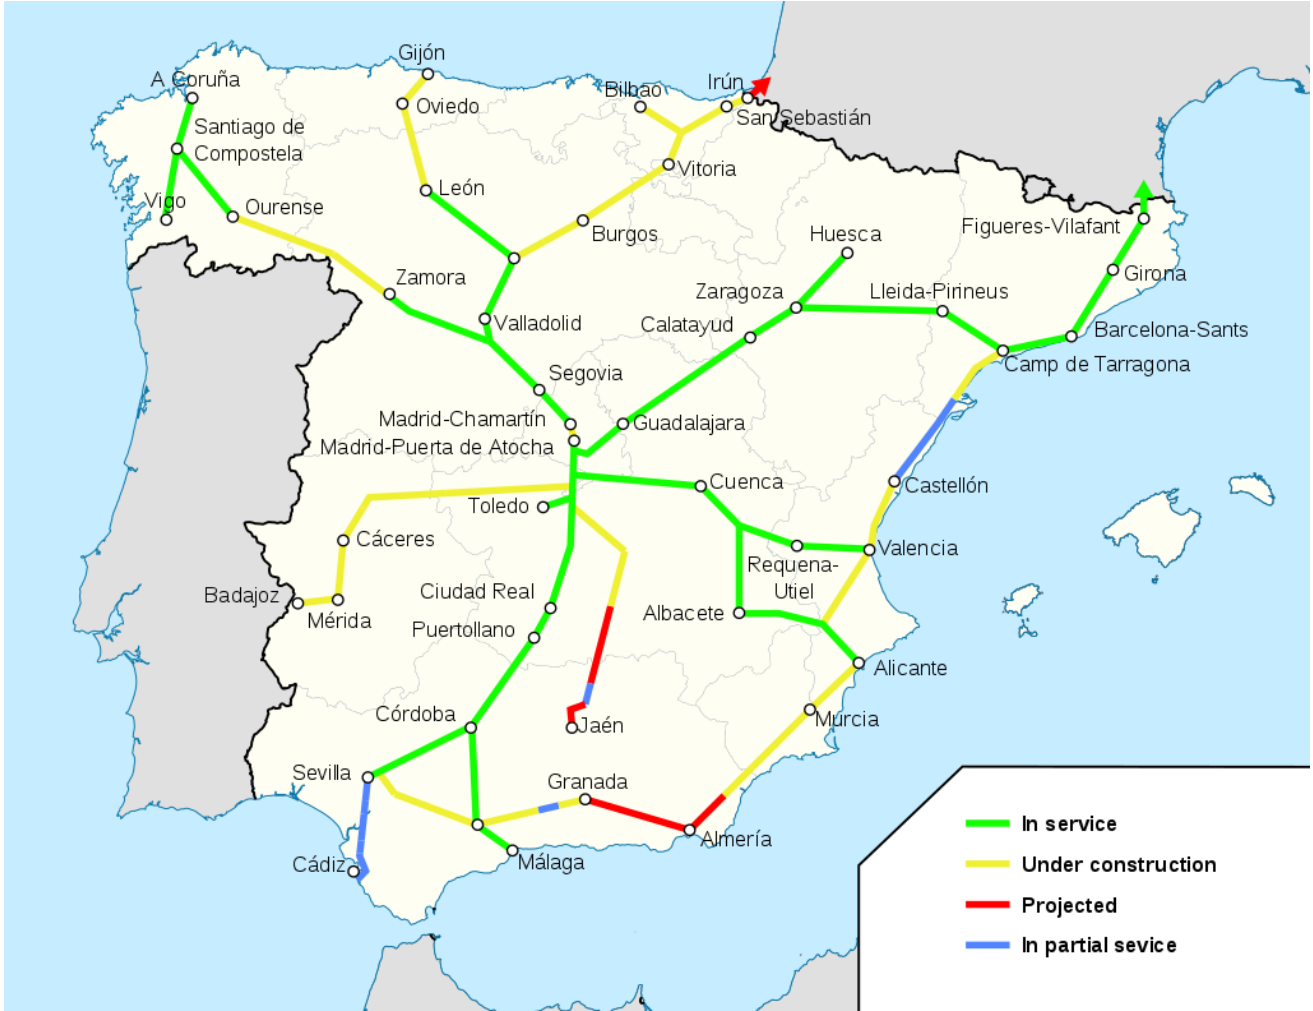 Gijón
A Coruña
Oviedo
Bilbao
Irún
San Sebastián
Santiago de
Compostela
Vitoria
León
Vigo
Ourense
Burgos
Huesca
Figueres-Vilafant
Girona
Zamora
Zaragoza
Lleida-Pirineus
Valladolid
Calatayud
Barcelona-Sants
Camp de Tarragona
Segovia
Madrid-Chamartín
Guadalajara
Madrid-Puerta de Atocha
Cuenca
Castellón
Toledo
Cáceres
Valencia
Requena-
Utiel
Badajoz
Mérida
Ciudad Real
Albacete
Puertollano
Alicante
Córdoba
Jaén
Murcia
Sevilla
Granada
Almería
Cádiz
Málaga
In service
Under construction
Projected
In partial sevice